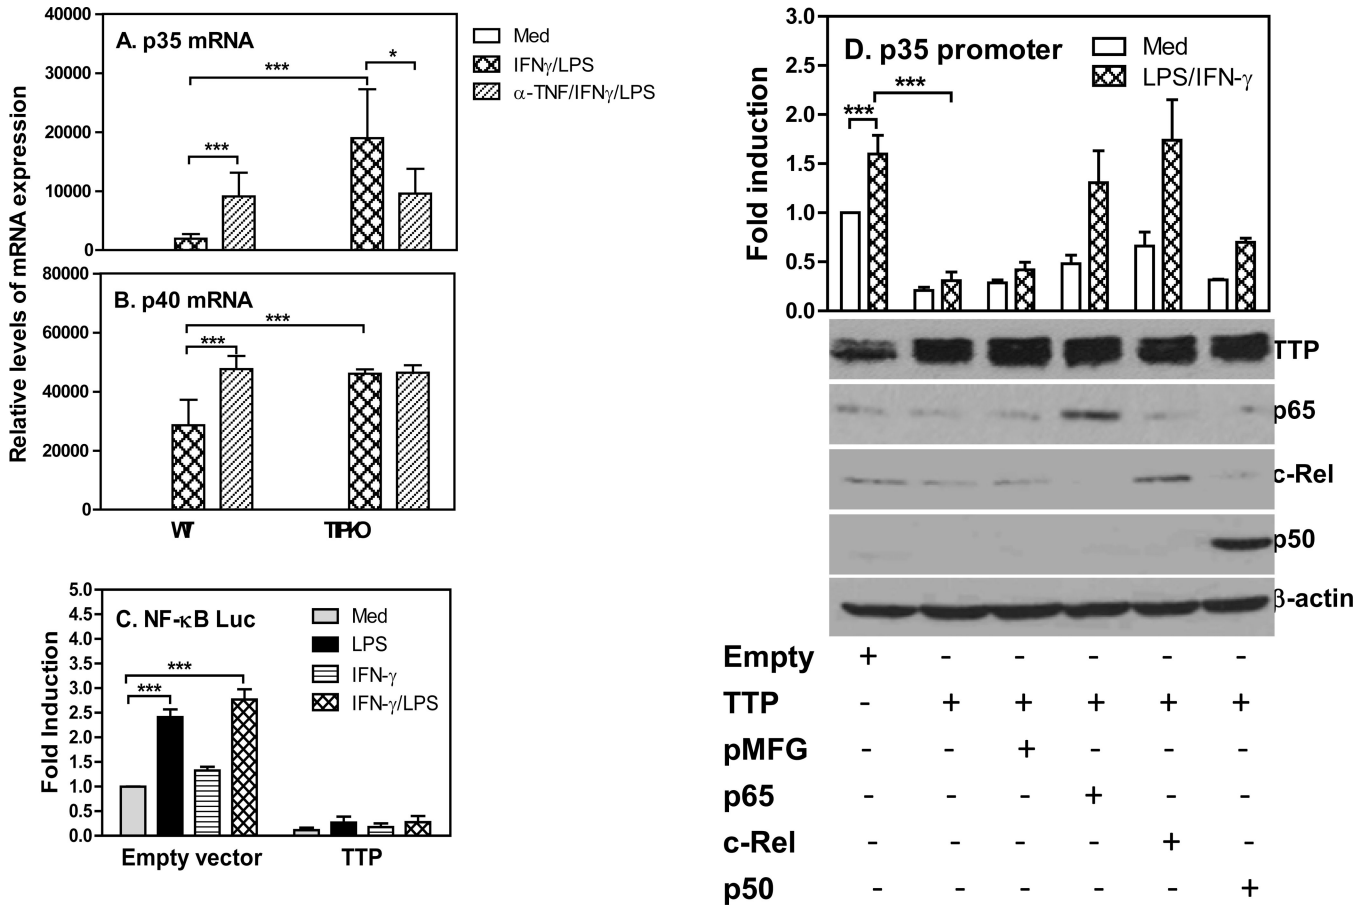 A. p35 mRNA
40000
30000
20000
10000
0
***
***
*
Med
IFNγ/LPS
α-TNF/IFNγ/LPS
Relative levels of mRNA expression
B. p40 mRNA
80000
60000
40000
20000
0
***
***
WT
TTPKO
C. NF-κB Luc
5.0
4.5
4.0
3.5
3.0
2.5
2.0
1.5
1.0
0.5
0.0
Fold Induction
***
***
Med
LPS
IFN-γ
IFN-γ/LPS
Empty vector
TTP
D. p35 promoter
3.0
2.5
2.0
1.5
1.0
0.5
0.0
Fold induction
***
***
Med
LPS/IFN-γ
TTP
p65
c-Rel
p50
β-actin
Empty + - - - - -
TTP - + + + + +
pMFG - - + - - -
p65 - - - + - -
c-Rel - - - - + -
p50 - - - - - +